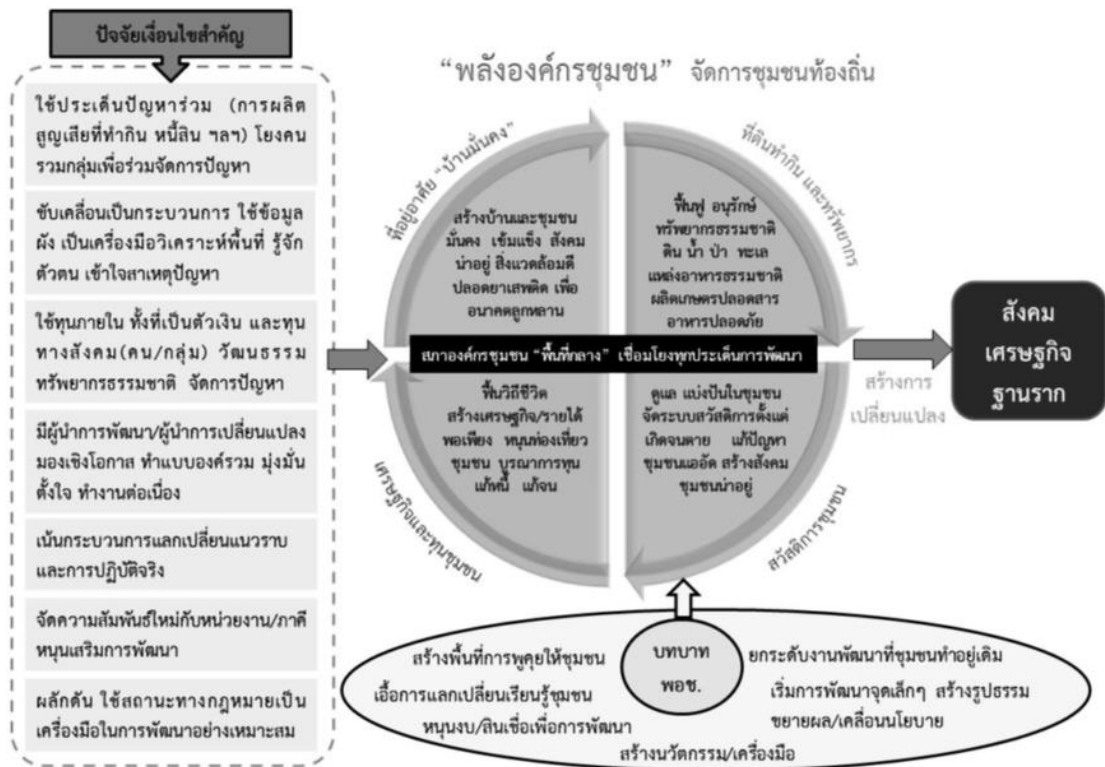 ปัจจัยเงื่อนไขสำคัญ
ใช้ประเด็นปัญหาร่วม (การผลิต
สูญเสียที่ทำกิน หนี้สิน ฯลฯ) โยงคน
รวมกลุ่มเพื่อร่วมจัดการปัญหา
ขับเคลื่อนเป็นกระบวนการ ใช้ข้อมูล
ผัง เป็นเครื่องมือวิเคราะห์พื้นที่ รู้จัก
ตัวตน เข้าใจสาเหตุปัญหา
ใช้ทุนภายใน ทั้งที่เป็นตัวเงิน และทุน
ทางสังคม(คน/กลุ่ม) วัฒนธรรม
ทรัพยากรธรรมชาติ จัดการปัญหา
มีผู้นำการพัฒนา/ผู้นำการเปลี่ยนแปลง
มองเชิงโอกาส ทำแบบองค์รวม มุ่งมั่น
ตั้งใจ ทำงานต่อเนื่อง
เน้นกระบวนการแลกเปลี่ยนแนวราบ
และการปฏิบัติจริง
จัดความสัมพันธ์ใหม่กับหน่วยงาน/ภาคี
หนุนเสริมการพัฒนา
ผลักดัน ใช้สถานะทางกฎหมายเป็น
เครื่องมือในการพัฒนาอย่างเหมาะสม
“พลังองค์กรชุมชน” จัดการชุมชนท้องถิ่น
ที่อยู่อาศัย “บ้านมั่นคง”
สร้างบ้านและชุมชน
มั่นคง เข้มแข็ง สังคม
น่าอยู่ สิ่งแวดล้อมดี
ปลอดยาเสพติด เพื่อ
อนาคตลูกหลาน
ที่ดินทำกิน และทรัพยากร
ฟื้นฟู อนุรักษ์
ทรัพยากรธรรมชาติ
ดิน น้ำ ป่า ทะเล
แหล่งอาหารธรรมชาติ
ผลิตเกษตรปลอดสาร
อาหารปลอดภัย
สภาองค์กรชุมชน “พื้นที่กลาง” เชื่อมโยงทุกประเด็นการพัฒนา
ฟื้นวิถีชีวิต
สร้างเศรษฐกิจ/รายได้
พอเพียง หนุนท่องเที่ยว
ชุมชน บูรณาการทุน
แก้หนี้ แก้จน
เศรษฐกิจและทุนชุมชน
ดูแล แบ่งปันในชุมชน
จัดระบบสวัสดิการตั้งแต่
เกิดจนตาย แก้ปัญหา
ชุมชนแออัด สร้างสังคม
ชุมชนน่าอยู่
สวัสดิการชุมชน
สร้างการ
เปลี่ยนแปลง
สังคม
เศรษฐกิจ
ฐานราก
บทบาท
พอช.
สร้างพื้นที่การพูคุยให้ชุมชน
เอื้อการแลกเปลี่ยนเรียนรู้ชุมชน
หนุนงบ/สินเชื่อเพื่อการพัฒนา
สร้างนวัตกรรม/เครื่องมือ
ยกระดับงานพัฒนาที่ชุมชนทำอยู่เดิม
เริ่มการพัฒนาจุดเล็กๆ สร้างรูปธรรม
ขยายผล/เคลื่อนนโยบาย